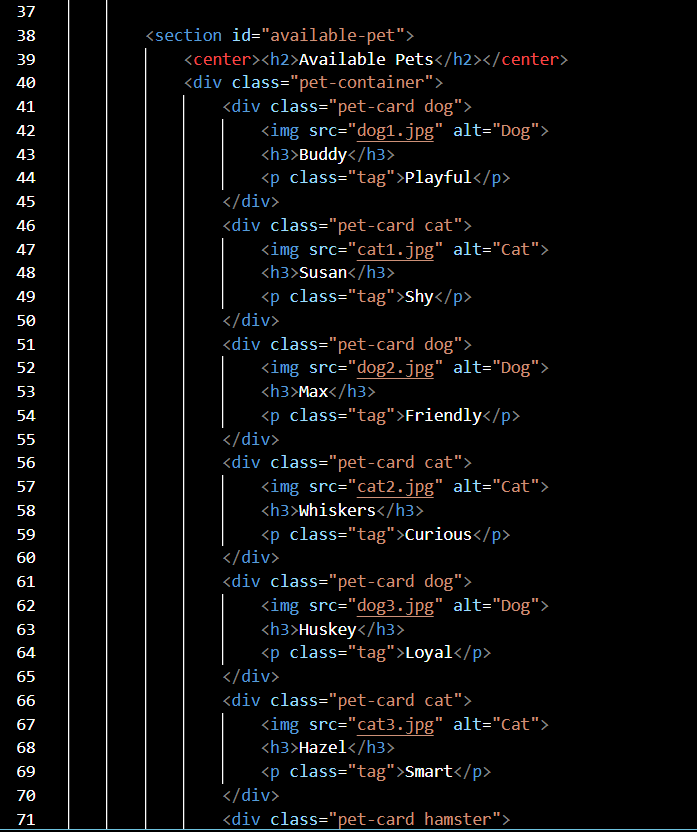 37
38 <section id="available-pet">
39 <center><h2>Available Pets</h2></center>
40 <div class="pet-container">
41 <div class="pet-card dog">
42 <img src="dog1.jpg" alt="Dog">
43 <h3>Buddy</h3>
44 <p class="tag">Playful</p>
45 </div>
46 <div class="pet-card cat">
47 <img src="cat1.jpg" alt="Cat">
48 <h3>Susan</h3>
49 <p class="tag">Shy</p>
50 </div>
51 <div class="pet-card dog">
52 <img src="dog2.jpg" alt="Dog">
53 <h3>Max</h3>
54 <p class="tag">Friendly</p>
55 </div>
56 <div class="pet-card cat">
57 <img src="cat2.jpg" alt="Cat">
58 <h3>Whiskers</h3>
59 <p class="tag">Curious</p>
60 </div>
61 <div class="pet-card dog">
62 <img src="dog3.jpg" alt="Dog">
63 <h3>Huskey</h3>
64 <p class="tag">Loyal</p>
65 </div>
66 <div class="pet-card cat">
67 <img src="cat3.jpg" alt="Cat">
68 <h3>Hazel</h3>
69 <p class="tag">Smart</p>
70 </div>
71 <div class="pet-card hamster">